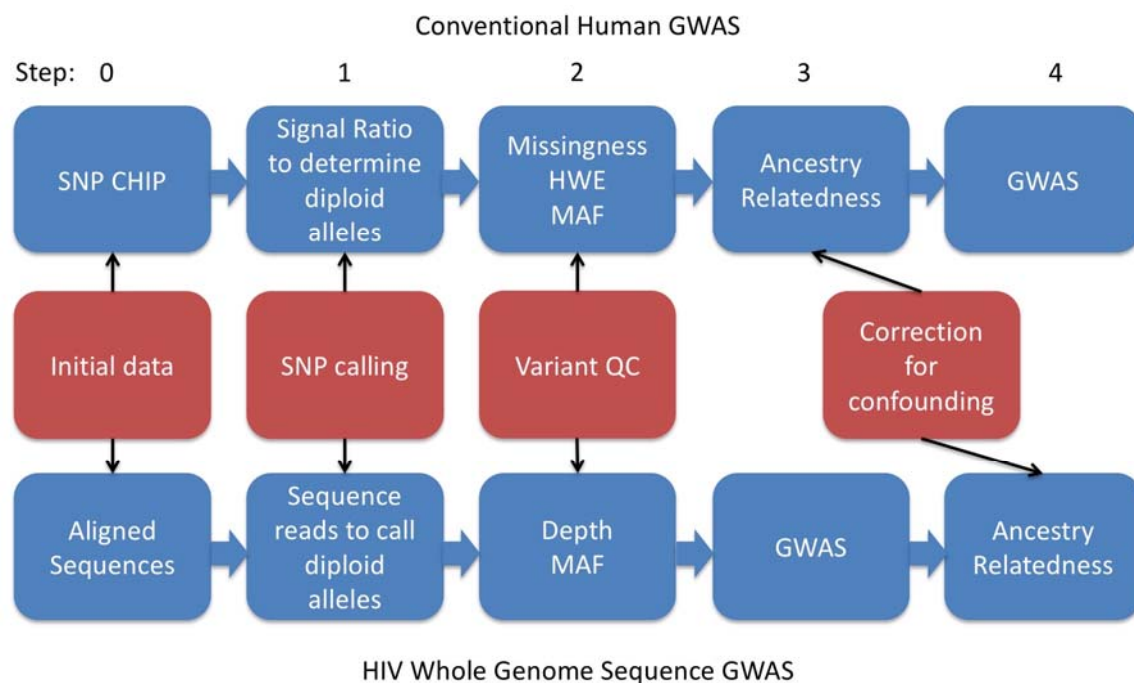 Conventional Human GWAS
Step: 0 1 2 3 4
SNP CHIP
Signal Ratio
to determine
diploid
alleles
Missingness
HWE
MAF
Ancestry
Relatedness
GWAS
Initial data
SNP calling
Variant QC
Correction
for
confounding
Aligned
Sequences
Sequence
reads to call
diploid
alleles
Depth
MAF
GWAS
Ancestry
Relatedness
HIV Whole Genome Sequence GWAS